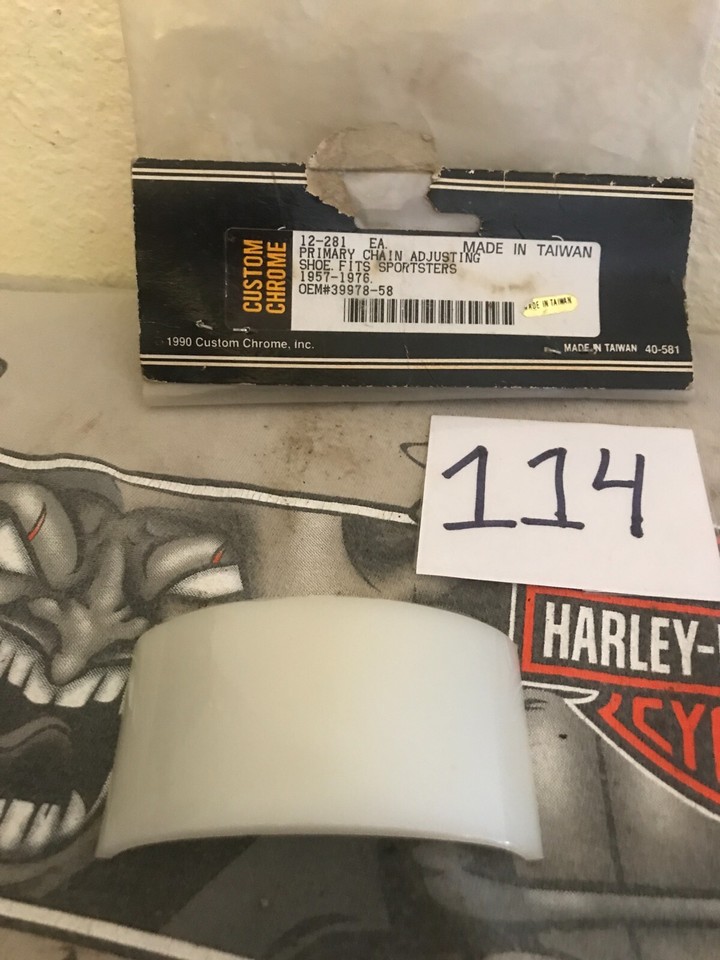 CUSTOM
CHROME
12-281 EA. MADE IN TAIWAN
PRIMARY CHAIN ADJUSTING
SHOE. FITS SPORTSTERS
1957-1976.
OEM#39978-58
MADE IN TAIWAN
1990 Custom Chrome, Inc.
MADE IN TAIWAN 40-581
114
HARLEY-
CY